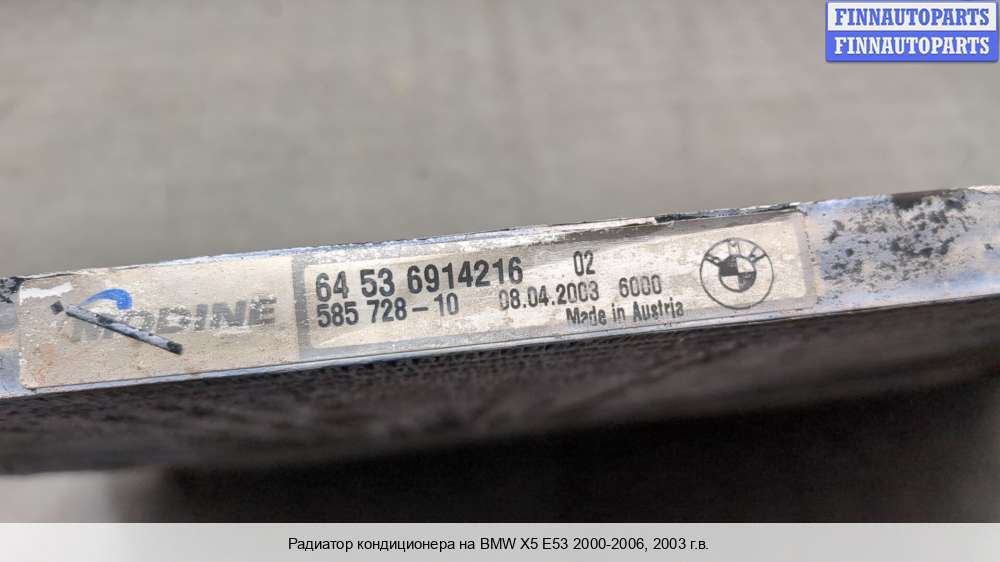 FINNAUTOPARTS
FINNAUTOPARTS
MODINE
64 53 6914216 02
585 728-10 08.04.2003 6000
Made in Austria
Радиатор кондиционера на BMW X5 E53 2000-2006, 2003 г.в.